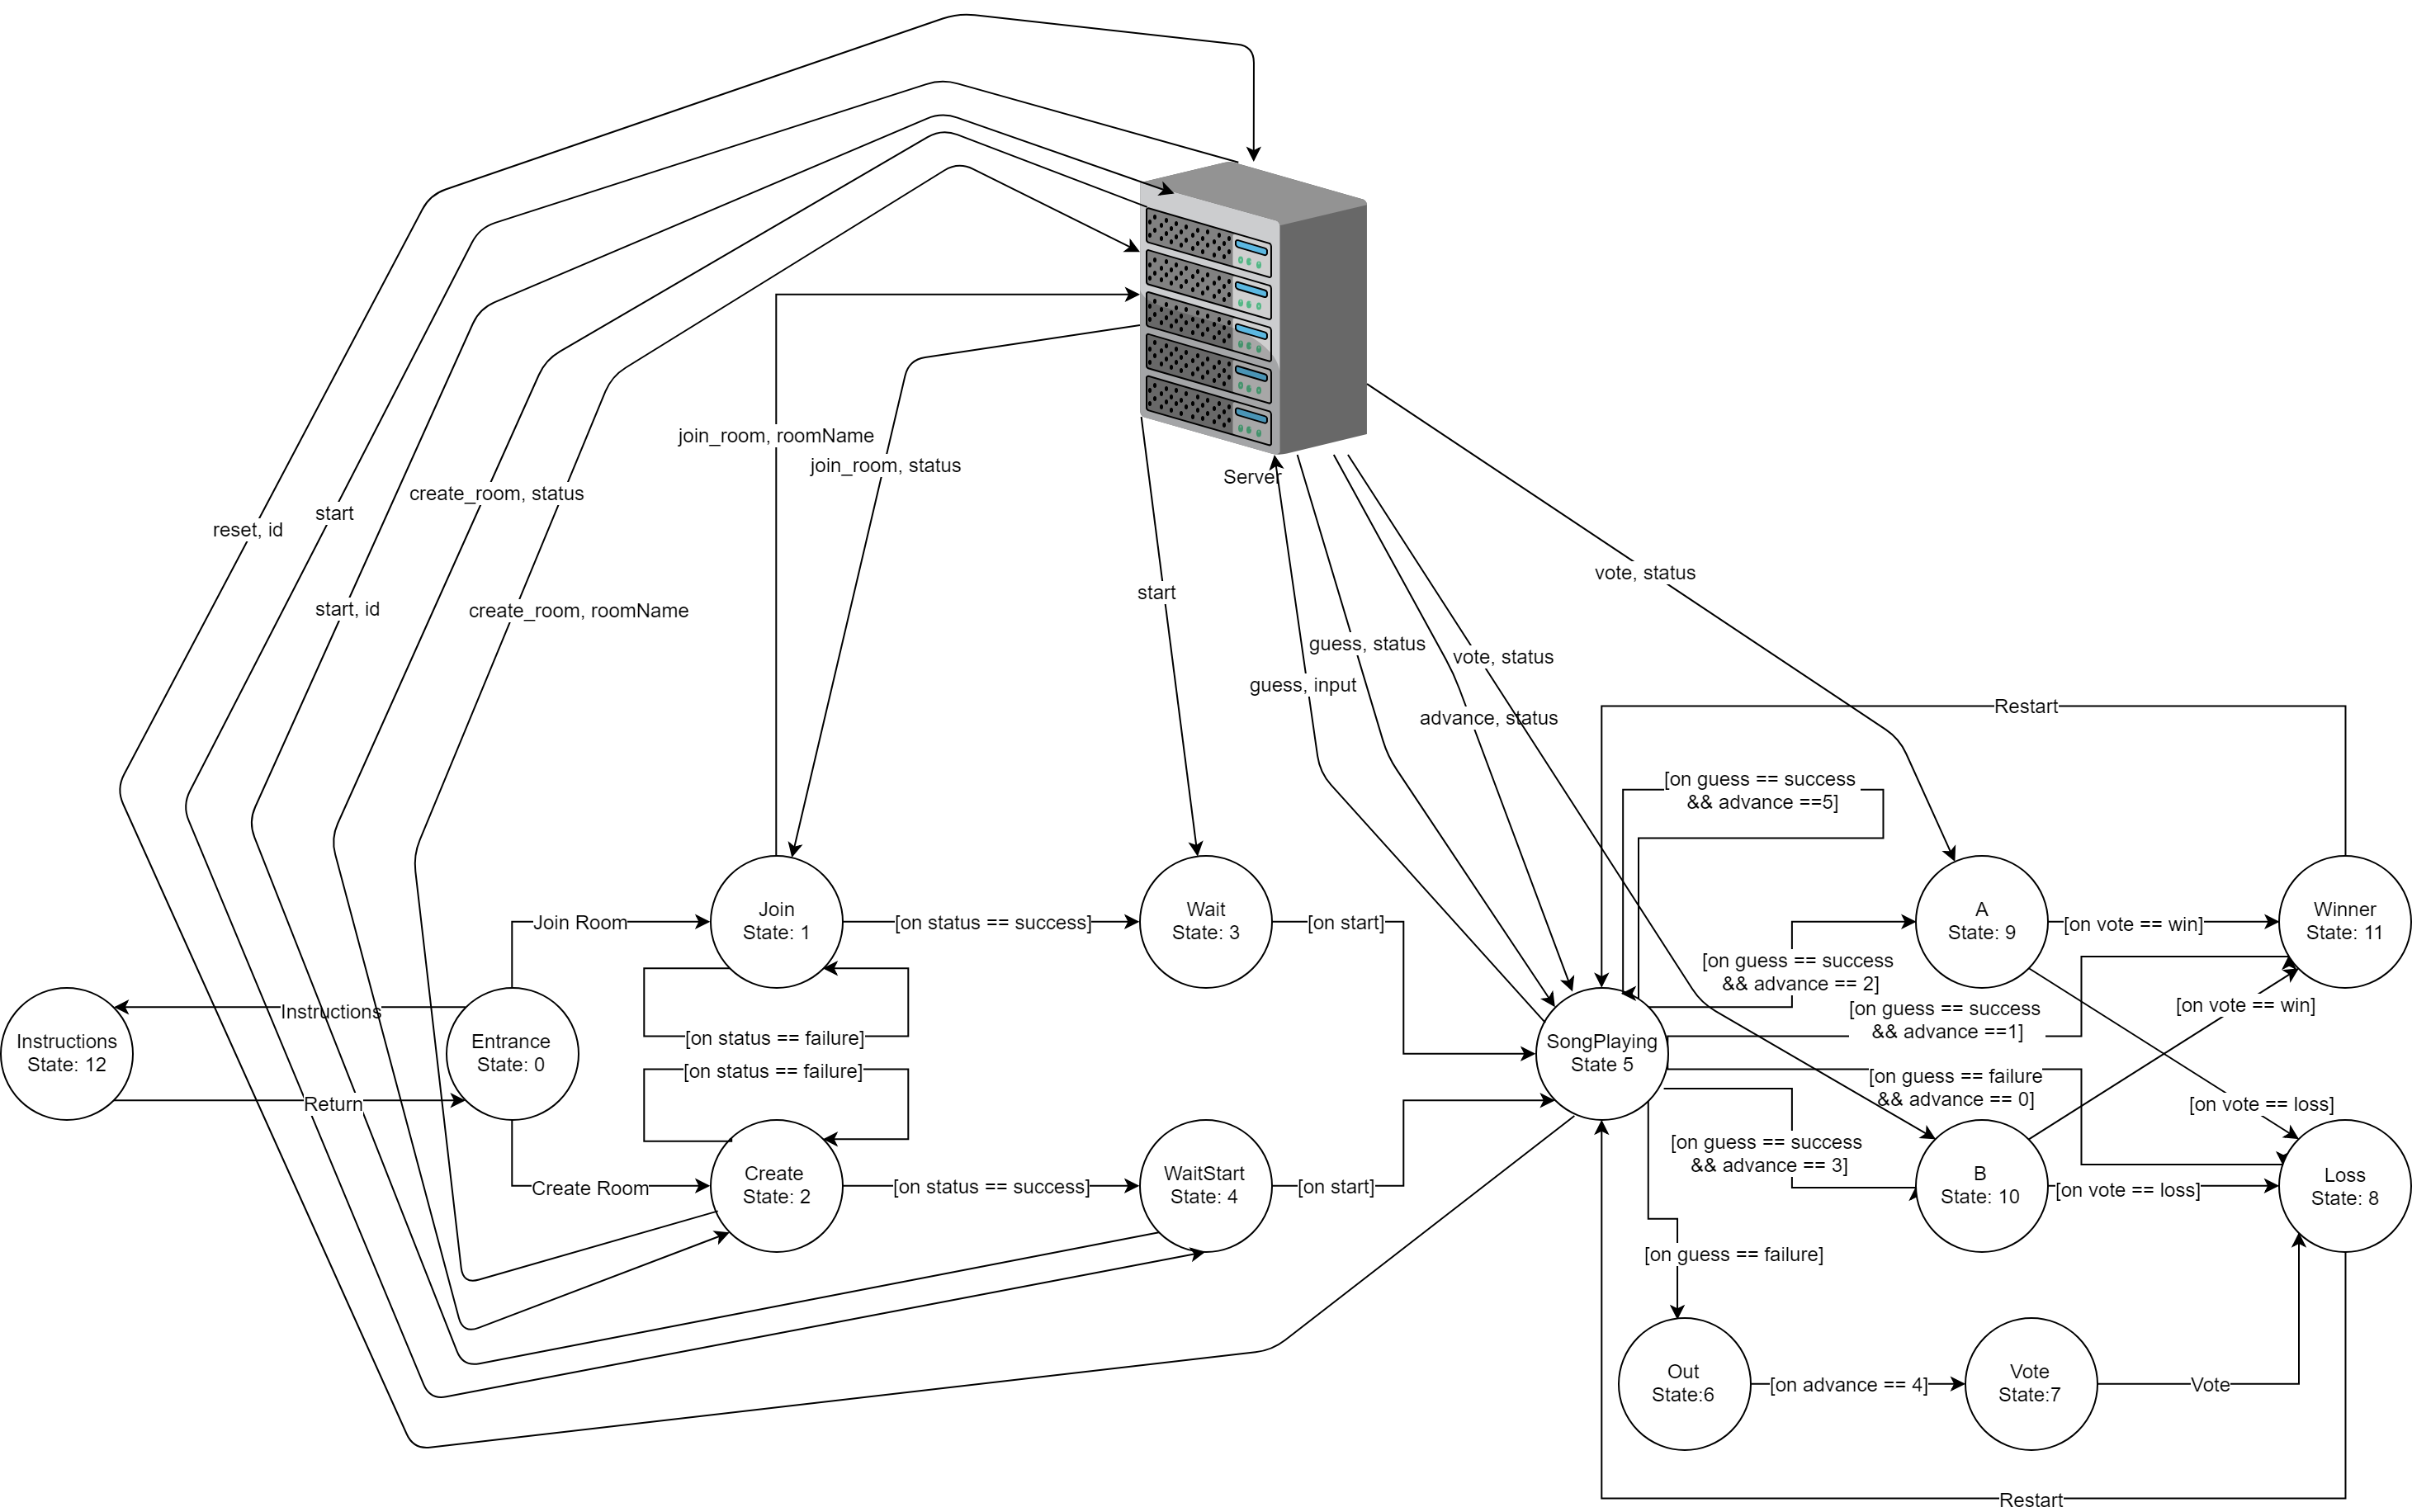 join_room, roomName
join_room, status
Server
create_room, status
start
reset, id
vote, status
start
start, id
create_room, roomName
guess, status
vote, status
guess, input
Restart
advance, status
[on guess == success
&& advance ==5]
Join
State: 1
Wait
State: 3
A
State: 9
Winner
State: 11
Join Room
[on status == success]
[on start]
[on vote == win]
[on guess == success
&& advance == 2]
Instructions
[on guess == success
&& advance ==1]
[on vote == win]
Instructions
State: 12
Entrance
State: 0
[on status == failure]
SongPlaying
State 5
[on status == failure]
[on guess == failure
&& advance == 0]
Return
[on vote == loss]
[on guess == success
&& advance == 3]
Create
State: 2
WaitStart
State: 4
B
State: 10
Loss
State: 8
Create Room
[on status == success]
[on start]
[on vote == loss]
[on guess == failure]
Out
State:6
[on advance == 4]
Vote
State:7
Vote
Restart